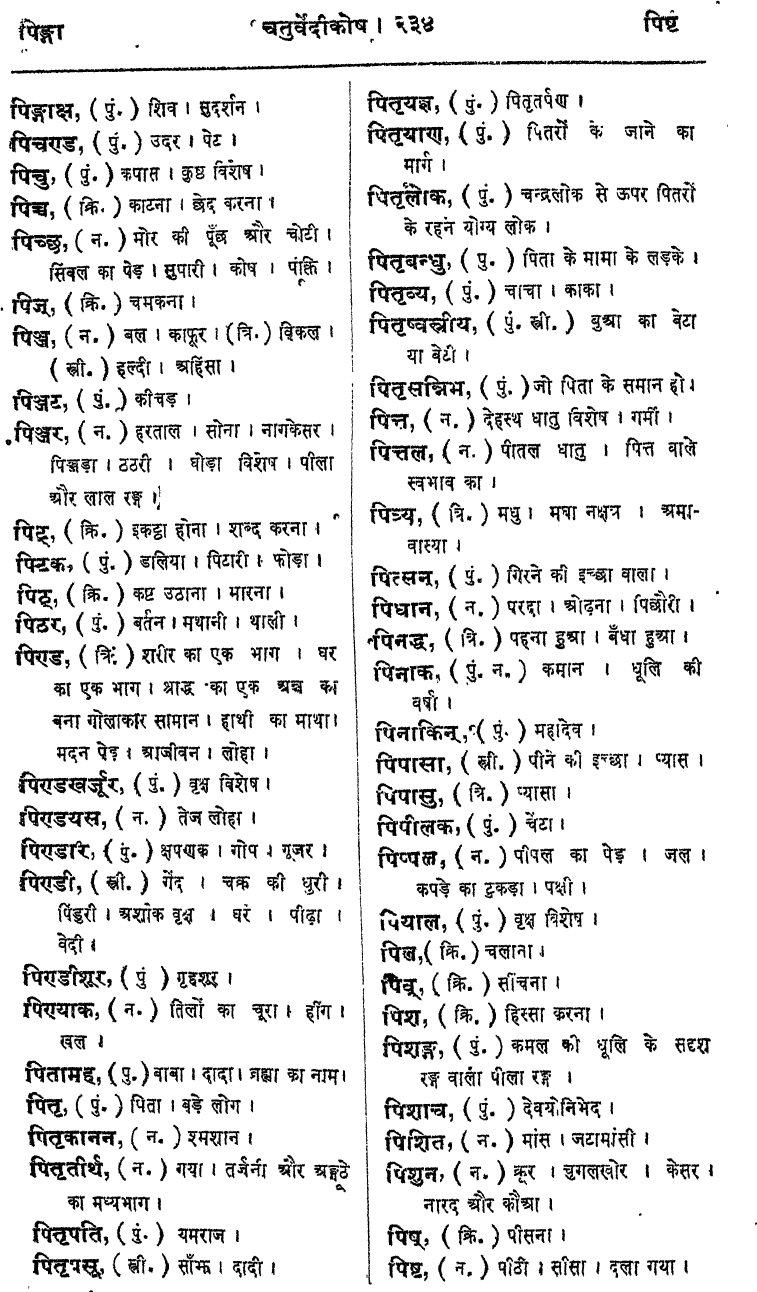 पिङ्गा
चतुर्वेदीकोष । २३४
पिष्टं
पिङ्गाक्ष, ( पुं. ) शिव । सुदर्शन ।
पिचण्ड, ( पुं. ) उदर । पेट ।
पिचु, ( पुं. ) कपास । कुष्ठ विशेष ।
पिच्च, ( क्रि. ) काटना । छेद करना ।
पिच्छ, ( न. ) मोर की पूँछ और चोटी ।
सिंबल का पेड़ । सुपारी । कोष । पंक्ति ।
पिज्, ( क्रि. ) चमकना ।
पिञ्ज, ( न. ) बल । काफूर । (त्रि. ) विकल ।
( स्त्री. ) हल्दी । अहिंसा ।
पिञ्जट, ( पुं. ) कीचड़ ।
पिञ्जर, ( न. ) हरताल । सोना । नागकेसर ।
पिञ्जड़ा । ठठरी । घोड़ा विशेष । पीला
और लाल रङ्ग ।
पिट्, ( क्रि. ) इकट्ठा होना । शब्द करना ।
पिटक, ( पुं. ) डलिया । पिटारी । फोड़ा ।
पिठ्, ( क्रि. ) कष्ट उठाना । मारना ।
पिठर, ( पुं. ) बर्तन । मथानी । थाली ।
पिण्ड, ( त्रि. ) शरीर का एक भाग । घर
का एक भाग । श्राद्ध का एक अन्न का
बना गोलाकार सामान । हाथी का माथा ।
मदन पेड़ । आजीवन । लोहा ।
पिण्डखर्जूर, ( पुं. ) वृक्ष विशेष ।
पिण्डयस, ( न. ) तेज लोहा ।
पिण्डार, ( पुं. ) क्षपणक । गोप । गूजर ।
पिण्डी, ( स्त्री. ) गेंद । चक्र की धुरी ।
पिंडुरी । अशोक वृक्ष । घर । पीढ़ा ।
वेदी ।
पिण्डीशूर, ( पुं ) गृहशूर ।
पिण्याक, ( न. ) तिलों का चूरा । हींग ।
खल ।
पितामह, ( पु. ) बाबा । दादा । ब्रह्मा का नाम ।
पितृ, ( पुं. ) पिता । बड़े लोग ।
पितृकानन, ( न. ) श्मशान ।
पितृतीर्थ, ( न. ) गया । तर्जनी और अङ्गूठे
का मध्यभाग ।
पितृपति, ( पुं. ) यमराज ।
पितृप्रसू, ( स्त्री. ) साँझ । दादी ।
पितृयज्ञ, ( पुं. ) पितृतर्पण ।
पितृयाण, ( पुं. ) पितरों के जाने का
मार्ग ।
पितृलोक, ( पुं. ) चन्द्रलोक से ऊपर पितरों
के रहने योग्य लोक ।
पितृबन्धु, ( पु. ) पिता के मामा के लड़के ।
पितृव्य, ( पुं. ) चाचा । काका ।
पितृष्वस्रीय, ( पुं. स्त्री. ) बुआ का बेटा
या बेटी ।
पितृसन्निभ, ( पुं. ) जो पिता के समान हो ।
पित्त, ( न. ) देहस्थ धातु विशेष । गर्मी ।
पित्तल, ( न. ) पीतल धातु । पित्त वाले
स्वभाव का ।
पित्र्य, ( त्रि. ) मधु । मघा नक्षत्र । अमा-
वास्या ।
पित्सन्, ( पुं. ) गिरने की इच्छा वाला ।
पिधान, ( न. ) परदा । ओढ़ना । पिछौरी ।
पिनद्ध, ( त्रि. ) पहना हुआ । बँधा हुआ ।
पिनाक, ( पुं. न. ) कमान । धूलि की
वर्षा ।
पिनाकिन्, ( पुं. ) महादेव ।
पिपासा, ( स्त्री. ) पीने की इच्छा । प्यास ।
पिपासु, ( त्रि. ) प्यासा ।
पिपीलक, ( पुं. ) चेंटा ।
पिप्पल, ( न. ) पीपल का पेड़ । जल ।
कपड़े का टुकड़ा । पक्षी ।
पियाल, ( पुं. ) वृक्ष विशेष ।
पिल, ( क्रि. ) चलाना ।
पिव्, ( क्रि. ) सींचना ।
पिश, ( क्रि. ) हिस्सा करना ।
पिशङ्ग, ( पुं. ) कमल की धूलि के सदृश
रङ्ग वाला पीला रङ्ग ।
पिशाच, ( पुं. ) देवयोनिभेद ।
पिशित, ( न. ) मांस । जटामांसी ।
पिशुन, ( न. ) क्रूर । चुगलखोर । केसर ।
नारद और कौआ ।
पिष्, ( क्रि. ) पीसना ।
पिष्ट, ( न. ) पीठी । सीसा । दला गया ।